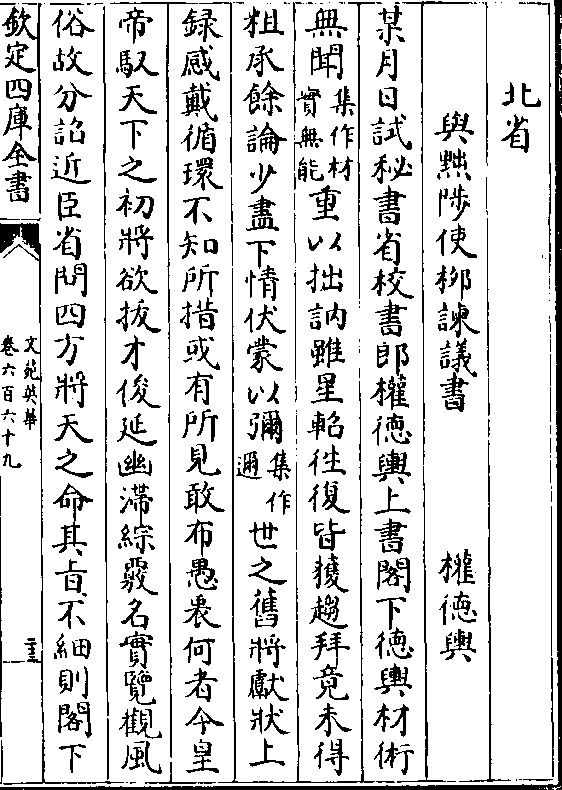 北省
與黜陟使柳諫議書 權德輿
某月日試秘書省校書郎權德輿上書閣下德輿材術
無聞集作材實無能重以拙訥雖星軺往復皆獲趨拜竟未得
粗承餘論少盡下情伏蒙以彌集作邇世之舊將獻狀上
録感戴循環不知所措或有所見敢布愚衷何者今皇
帝馭天下之初將欲拔才俊延幽滯綜覈名實覽觀風
俗故分詔近臣省問四方將天之命其㫖不細則閣下
欽定四庫全書
文苑英華
卷六百六十九